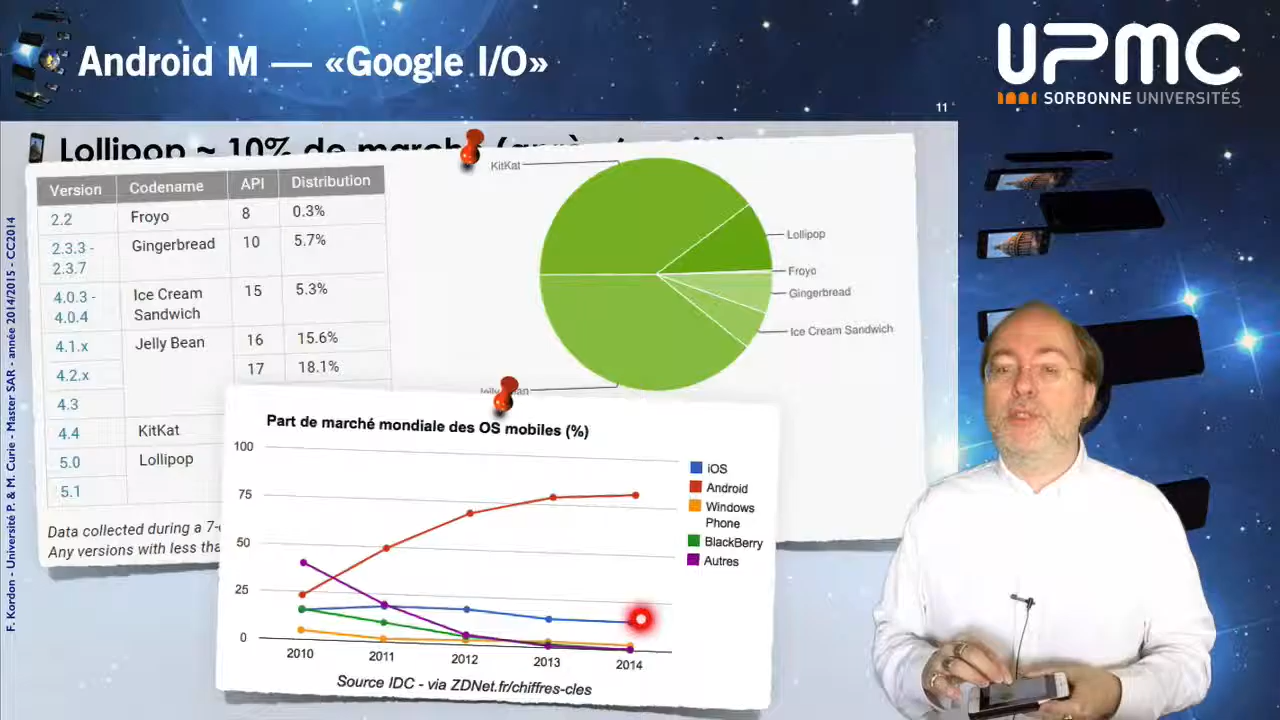 Android M — «Google I/O»
UPMC
SORBONNE UNIVERSITÉS
11
Lollipop ~ 10% de marché
Version Codename API Distribution
2.2 Froyo 8 0.3%
2.3.3 - 2.3.7 Gingerbread 10 5.7%
4.0.3 - 4.0.4 Ice Cream Sandwich 15 5.3%
4.1.x Jelly Bean 16 15.6%
4.2.x 17 18.1%
4.3
4.4 KitKat
5.0 Lollipop
5.1
Data collected during a 7-
Any versions with less tha
KitKat
Lollipop
Froyo
Gingerbread
Ice Cream Sandwich
Part de marché mondiale des OS mobiles (%)
100
75
50
25
0
2010 2011 2012 2013 2014
iOS
Android
Windows
Phone
BlackBerry
Autres
Source IDC - via ZDNet.fr/chiffres-cles
F. Kordon - Université P. & M. Curie - Master SAR - année 2014/2015 - C2014